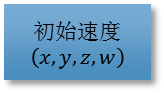 初始速度
(x, y, z, w)